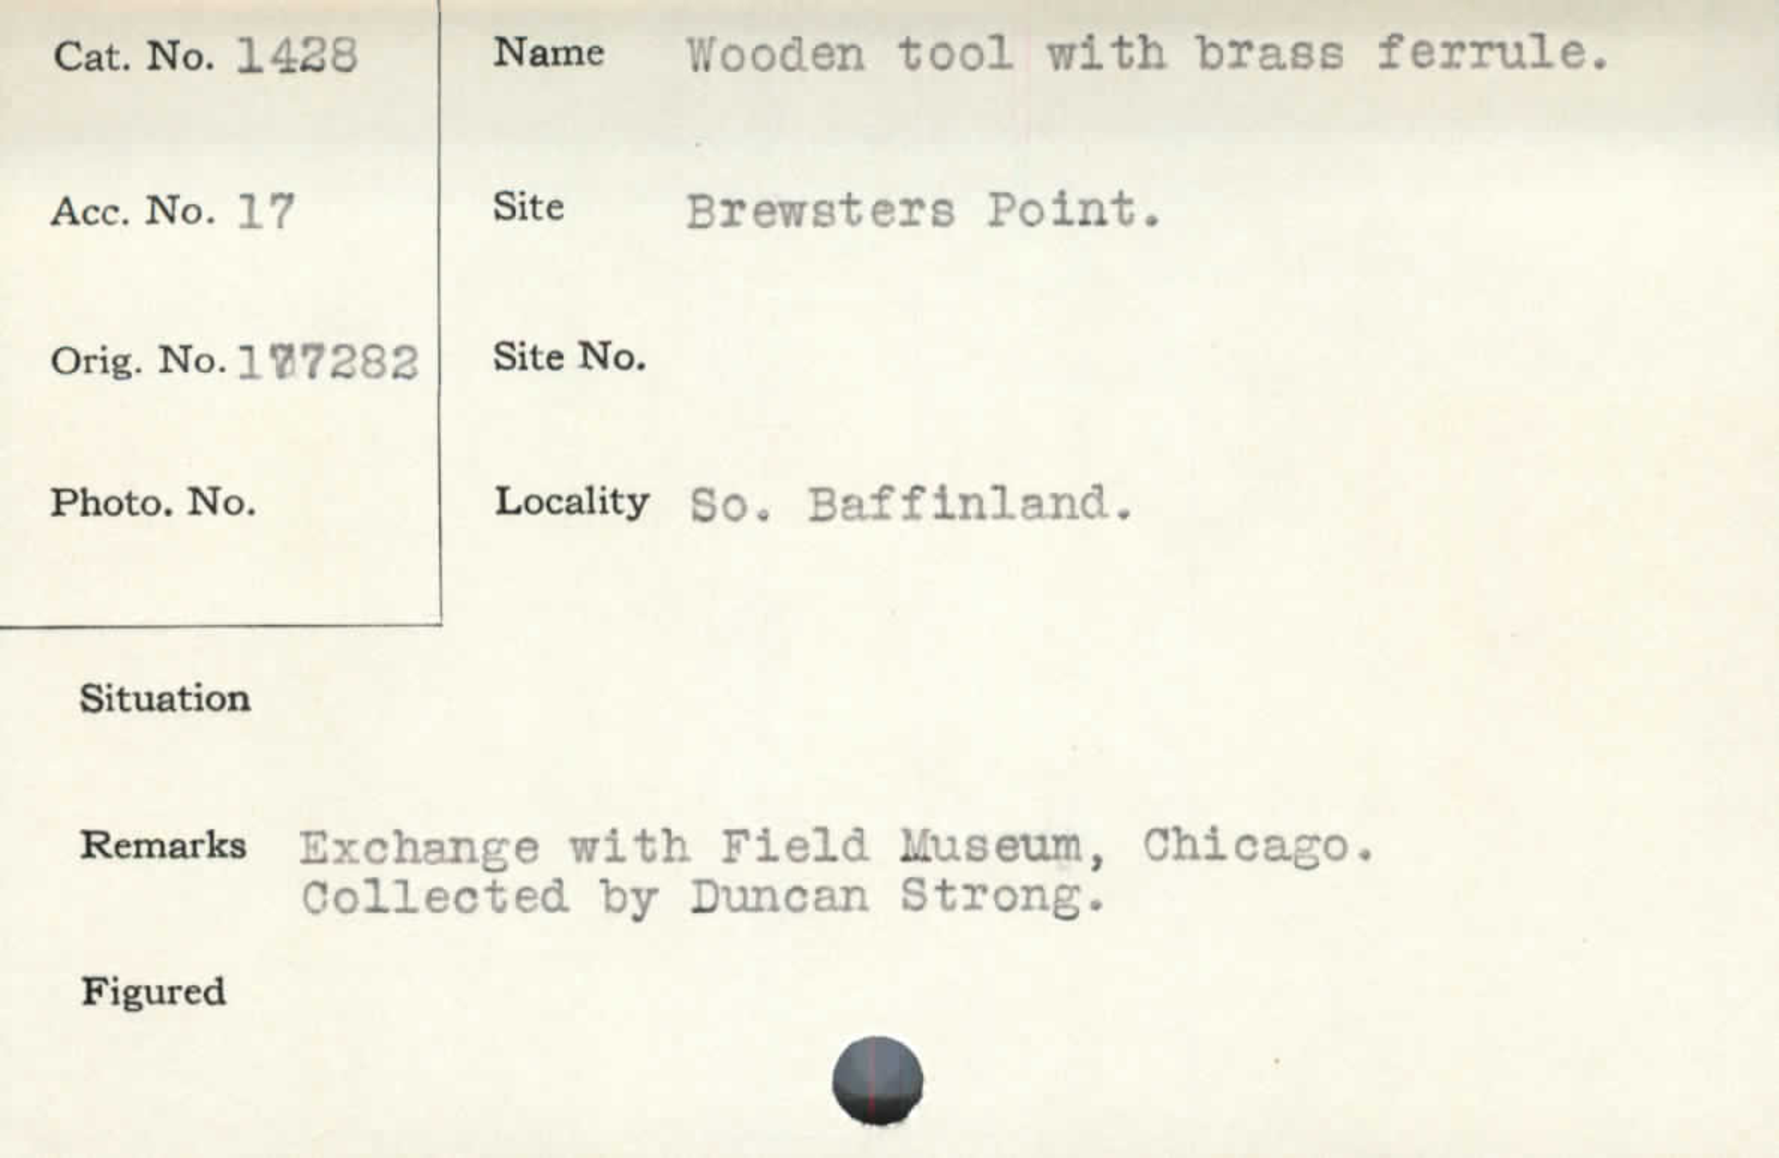 Cat. No. 1428
Name Wooden tool with brass ferrule.
Acc. No. 17
Site Brewsters Point.
Orig. No. 177282
Site No.
Photo. No.
Locality So. Baffinland.
Situation
Remarks Exchange with Field Museum, Chicago.
Collected by Duncan Strong.
Figured